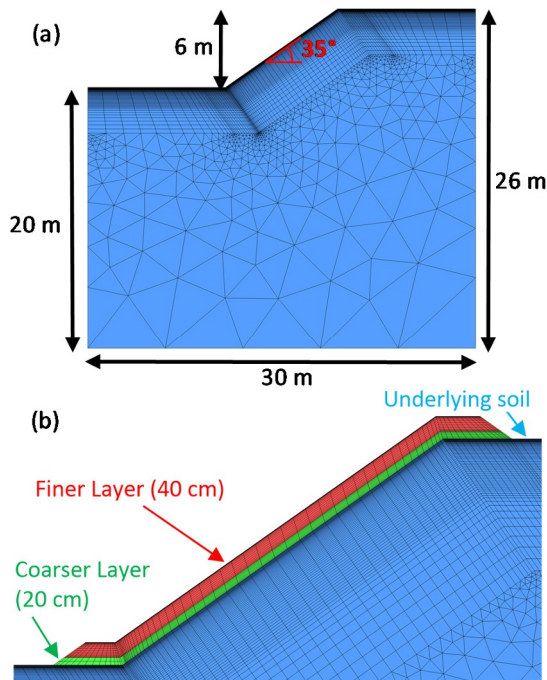 (a)
6 m
35°
20 m
26 m
30 m
(b)
Underlying soil
Finer Layer (40 cm)
Coarser Layer
(20 cm)